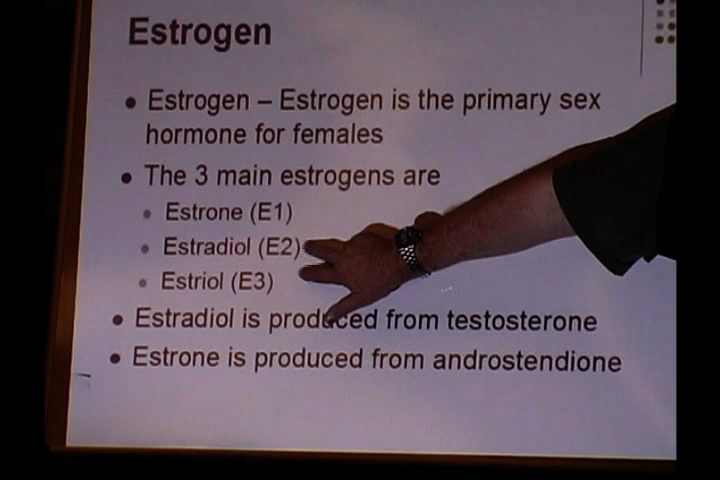 Estrogen
• Estrogen – Estrogen is the primary sex
hormone for females
• The 3 main estrogens are
• Estrone (E1)
• Estradiol (E2)
• Estriol (E3)
• Estradiol is produced from testosterone
• Estrone is produced from androstendione